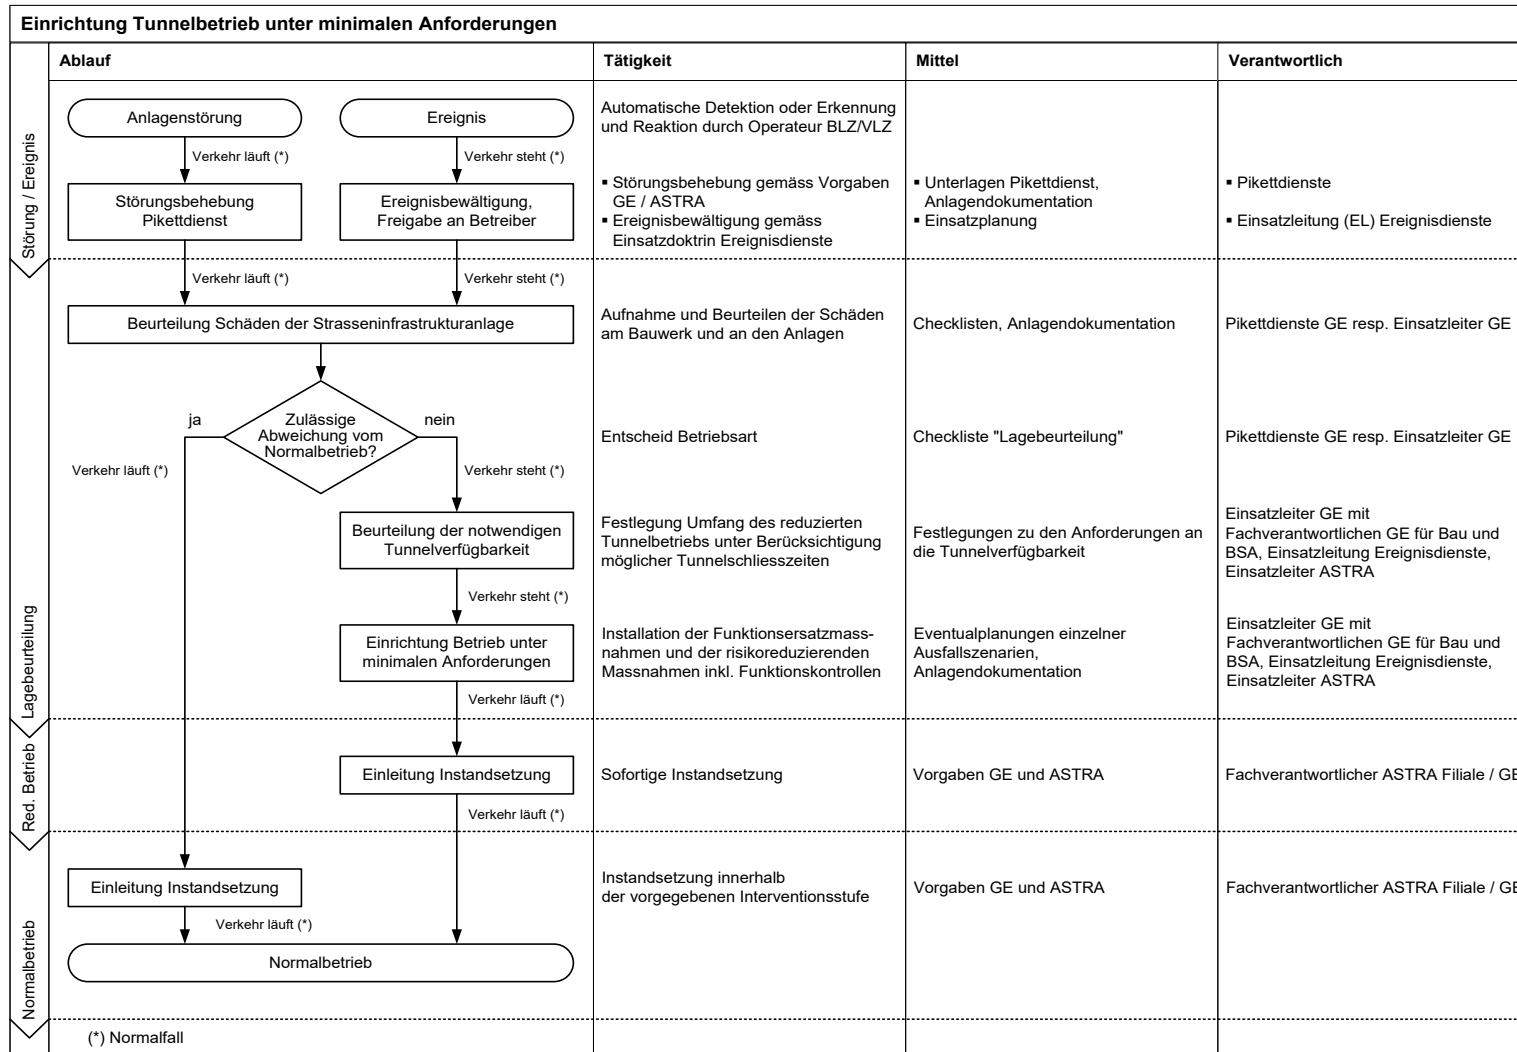 Einrichtung Tunnelbetrieb unter minimalen Anforderungen
Ablauf
Tätigkeit
Mittel
Verantwortlich
Störung / Ereignis
Anlagenstörung
Ereignis
Automatische Detektion oder Erkennung
und Reaktion durch Operateur BLZ/VLZ
Verkehr läuft (*)
Verkehr steht (*)
Störungsbehebung
Pikettdienst
Ereignisbewältigung,
Freigabe an Betreiber
▪ Störungsbehebung gemäss Vorgaben
GE / ASTRA
▪ Ereignisbewältigung gemäss
Einsatzdoktrin Ereignisdienste
▪ Unterlagen Pikettdienst,
Anlagendokumentation
▪ Einsatzplanung
▪ Pikettdienste
▪ Einsatzleitung (EL) Ereignisdienste
Verkehr läuft (*)
Verkehr steht (*)
Lagebeurteilung
Beurteilung Schäden der Strasseninfrastrukturanlage
Aufnahme und Beurteilen der Schäden
am Bauwerk und an den Anlagen
Checklisten, Anlagendokumentation
Pikettdienste GE resp. Einsatzleiter GE
ja
Zulässige
Abweichung vom
Normalbetrieb?
nein
Entscheid Betriebsart
Checkliste "Lagebeurteilung"
Pikettdienste GE resp. Einsatzleiter GE
Verkehr läuft (*)
Verkehr steht (*)
Beurteilung der notwendigen
Tunnelverfügbarkeit
Festlegung Umfang des reduzierten
Tunnelbetriebs unter Berücksichtigung
möglicher Tunnelschliesszeiten
Festlegungen zu den Anforderungen an
die Tunnelverfügbarkeit
Einsatzleiter GE mit
Fachverantwortlichen GE für Bau und
BSA, Einsatzleitung Ereignisdienste,
Einsatzleiter ASTRA
Verkehr steht (*)
Einrichtung Betrieb unter
minimalen Anforderungen
Installation der Funktionsersatzmass-
nahmen und der risikoreduzierenden
Massnahmen inkl. Funktionskontrollen
Eventualplanungen einzelner
Ausfallszenarien,
Anlagendokumentation
Einsatzleiter GE mit
Fachverantwortlichen GE für Bau und
BSA, Einsatzleitung Ereignisdienste,
Einsatzleiter ASTRA
Verkehr läuft (*)
Red. Betrieb
Einleitung Instandsetzung
Sofortige Instandsetzung
Vorgaben GE und ASTRA
Fachverantwortlicher ASTRA Filiale / GE
Verkehr läuft (*)
Normalbetrieb
Einleitung Instandsetzung
Instandsetzung innerhalb
der vorgegebenen Interventionsstufe
Vorgaben GE und ASTRA
Fachverantwortlicher ASTRA Filiale / GE
Verkehr läuft (*)
Normalbetrieb
(*) Normalfall